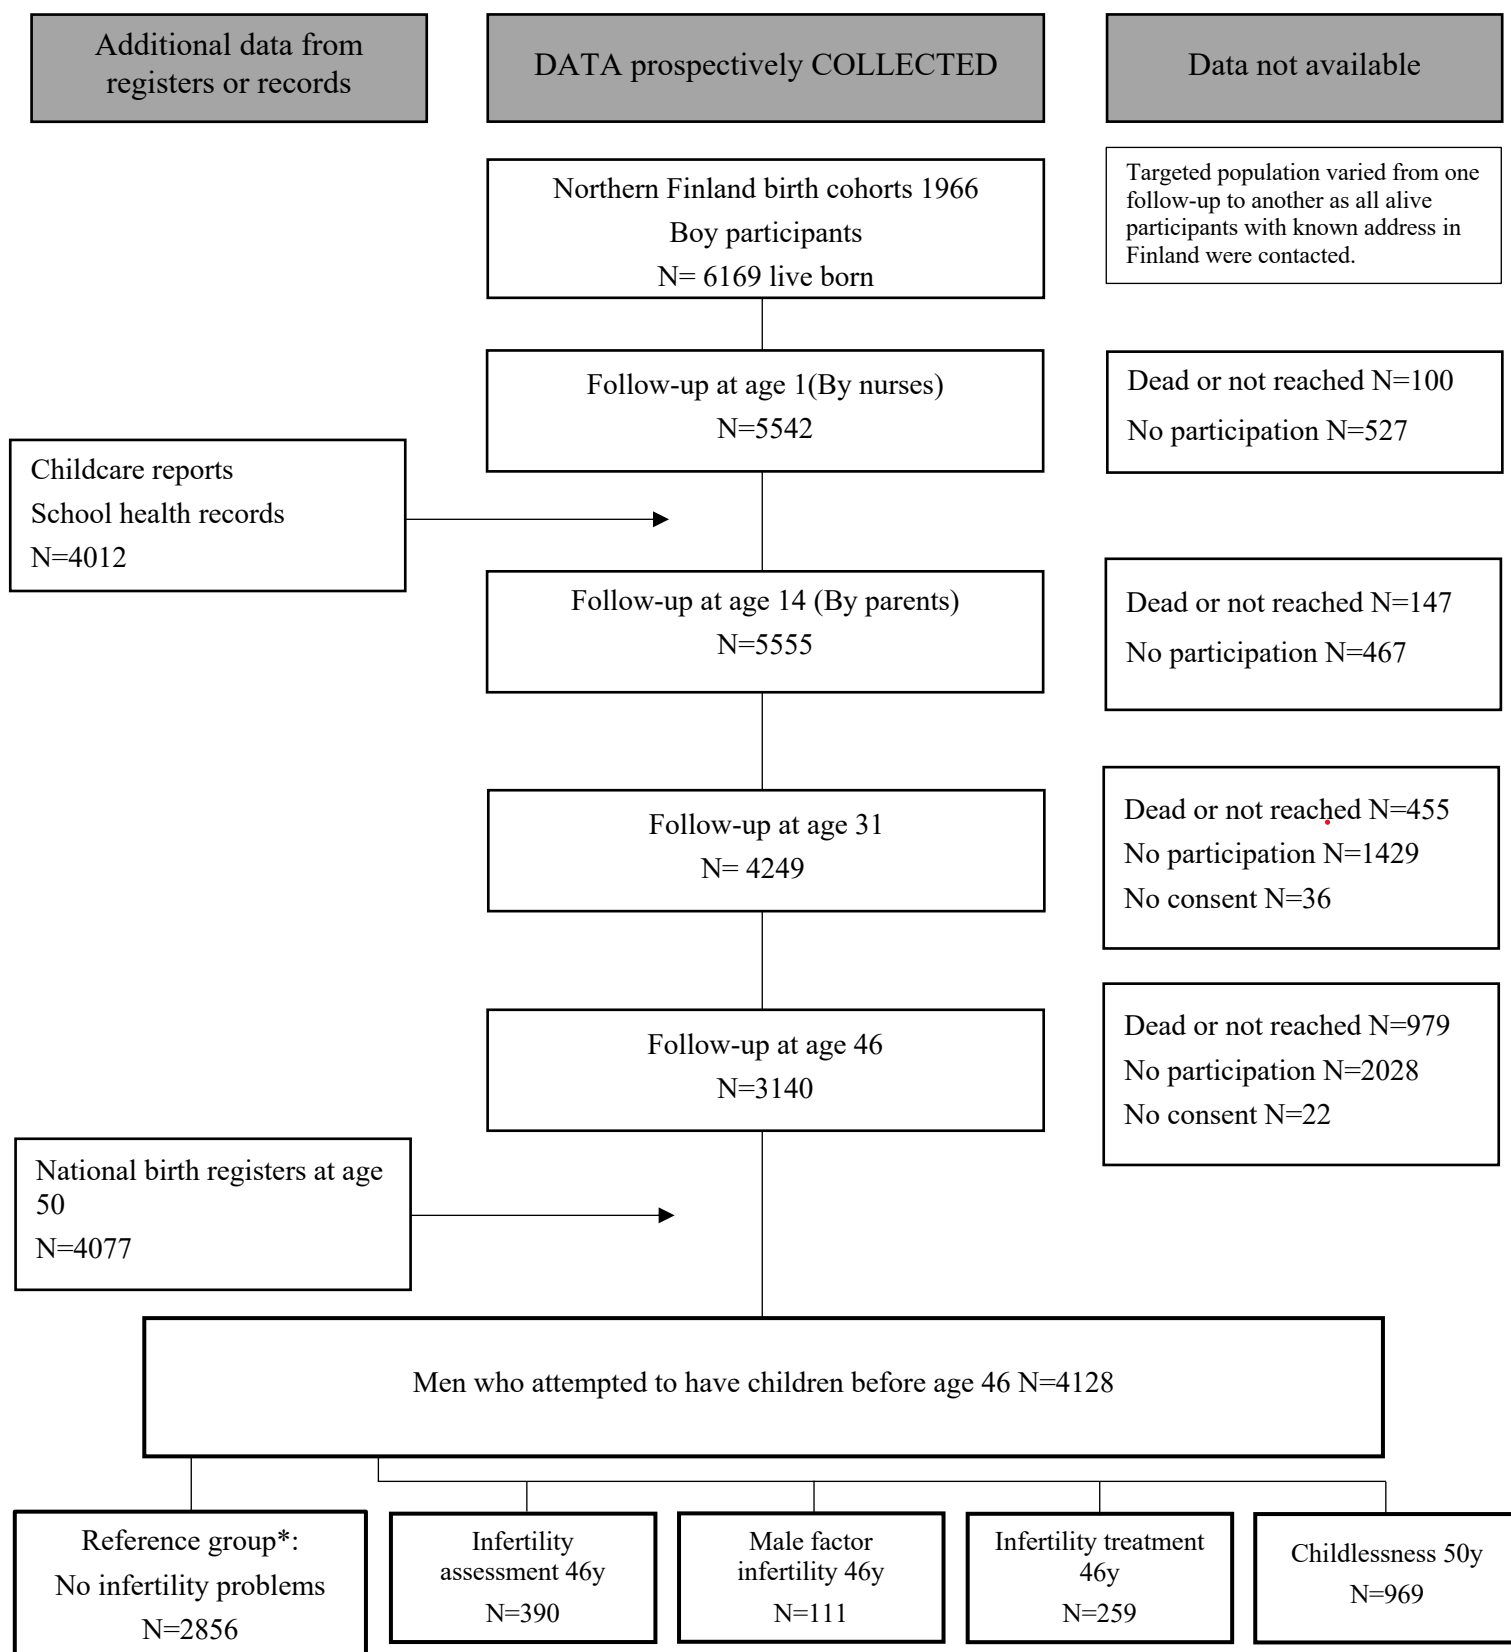 Additional data from
registers or records
DATA prospectively COLLECTED
Data not available
Northern Finland birth cohorts 1966
Boy participants
N= 6169 live born
Targeted population varied from one
follow-up to another as all alive
participants with known address in
Finland were contacted.
Follow-up at age 1(By nurses)
N=5542
Dead or not reached N=100
No participation N=527
Childcare reports
School health records
N=4012
Follow-up at age 14 (By parents)
N=5555
Dead or not reached N=147
No participation N=467
Follow-up at age 31
N= 4249
Dead or not reached N=455
No participation N=1429
No consent N=36
Follow-up at age 46
N=3140
Dead or not reached N=979
No participation N=2028
No consent N=22
National birth registers at age
50
N=4077
Men who attempted to have children before age 46 N=4128
Reference group*:
No infertility problems
N=2856
Infertility
assessment 46y
N=390
Male factor
infertility 46y
N=111
Infertility treatment
46y
N=259
Childlessness 50y
N=969